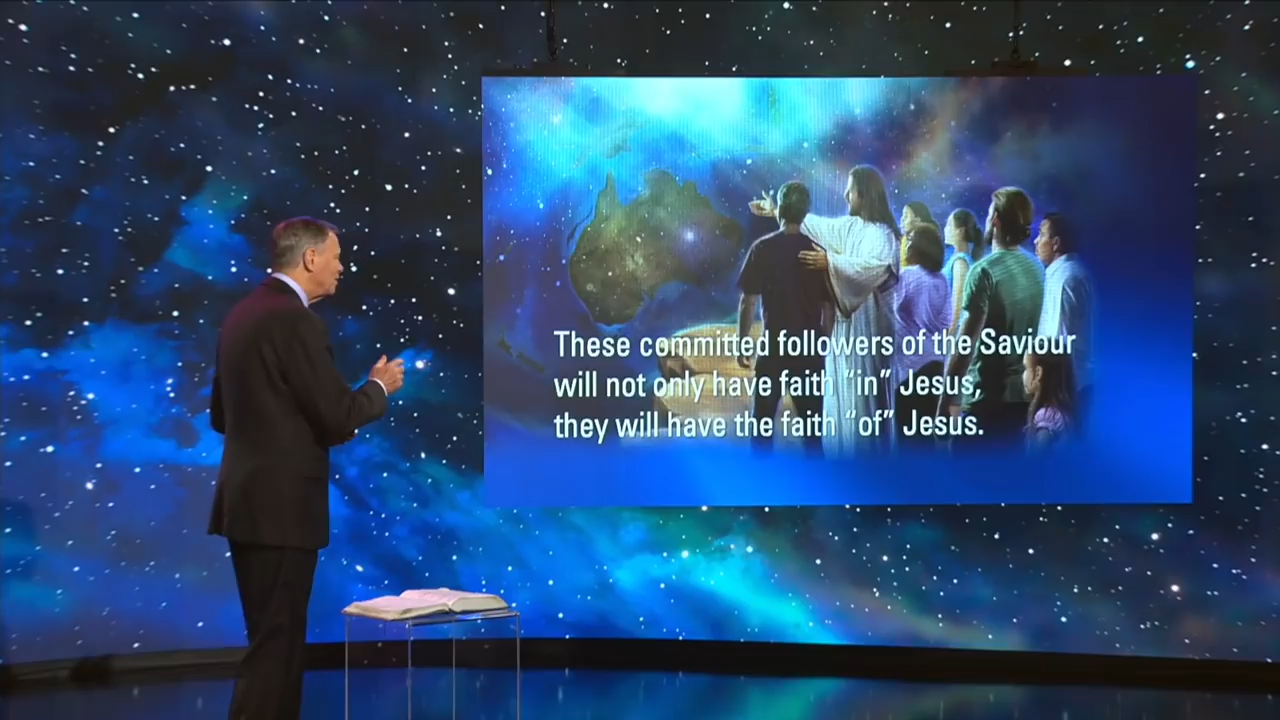 These committed followers of the Saviour
will not only have faith “in” Jesus,
they will have the faith “of” Jesus.